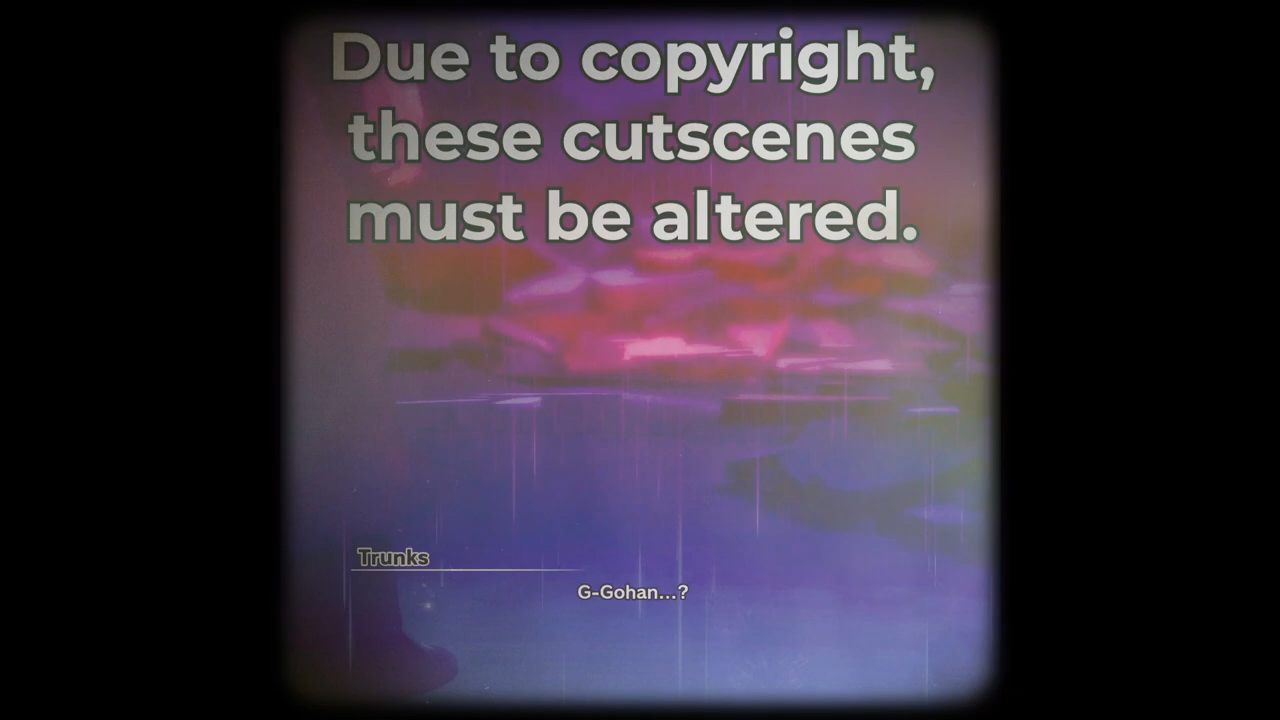 Due to copyright,
these cutscenes
must be altered.
Trunks
G-Gohan...?